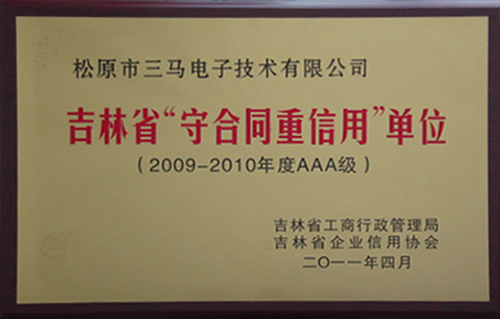 松原市三马电子技术有限公司
吉林省“守合同重信用”单位
（2009-2010年度AAA级）
吉林省工商行政管理局
吉林省企业信用协会
二〇一一年四月